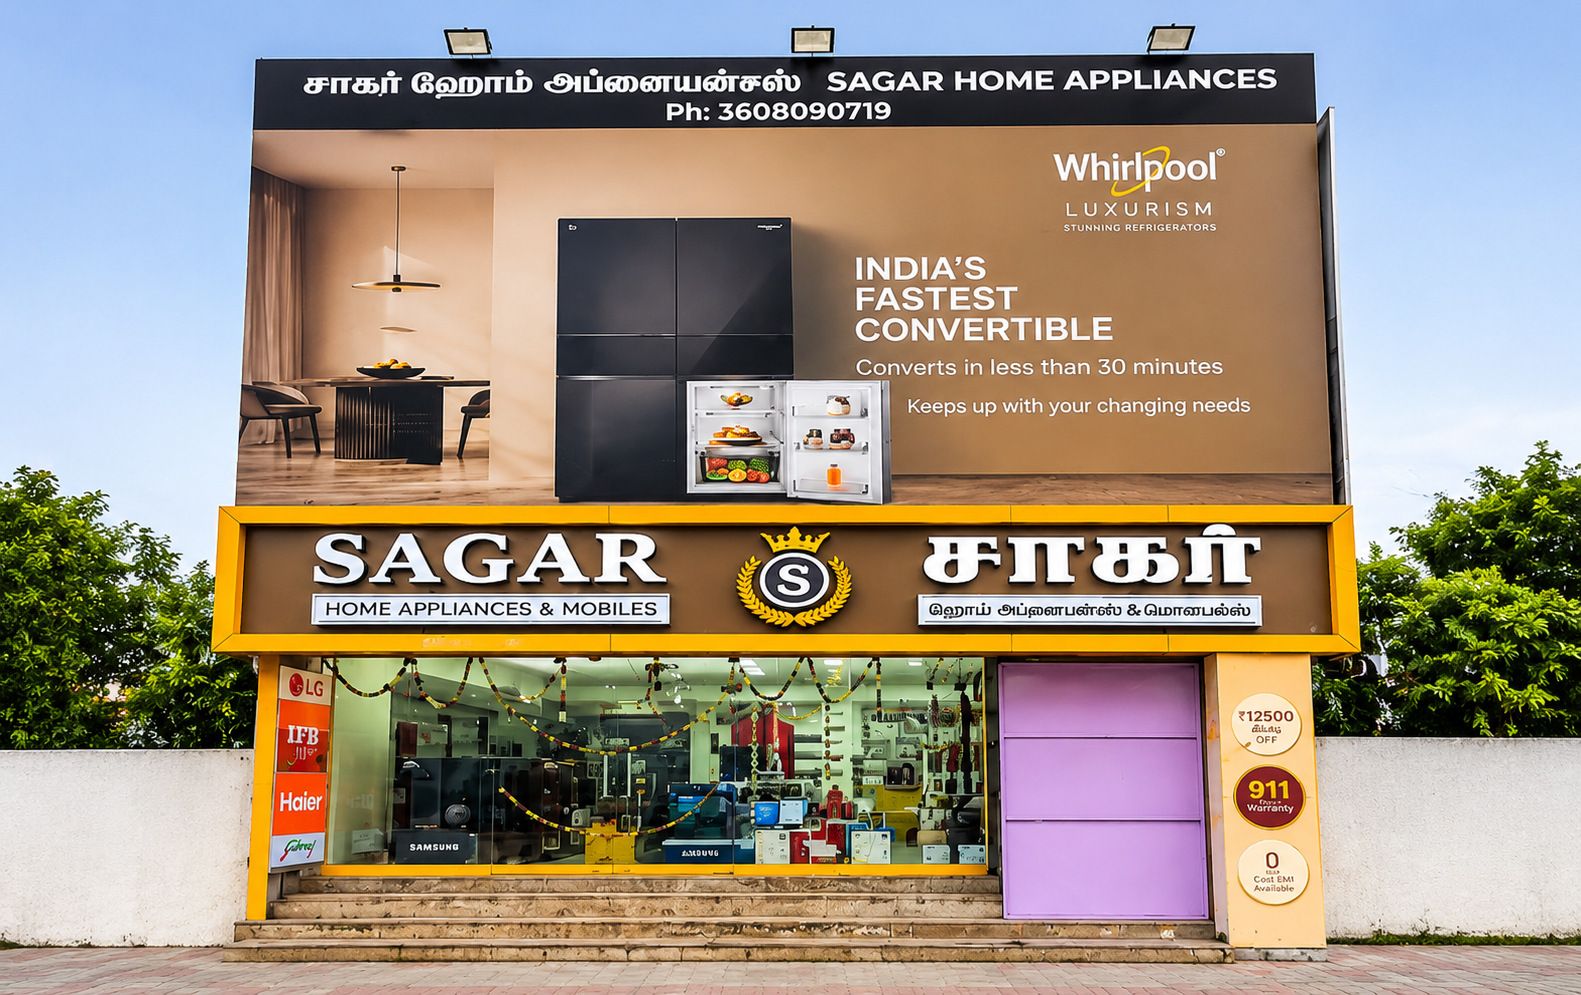 சாகர் ஹோம் அப்னையன்சஸ் SAGAR HOME APPLIANCES
Ph: 3608090719
Whirlpool®
LUXURISM
STUNNING REFRIGERATORS
INDIA'S
FASTEST
CONVERTIBLE
Converts in less than 30 minutes
Keeps up with your changing needs
SAGAR
HOME APPLIANCES & MOBILES
S
சாகர்
ஹோம் அப்ளைபன்ஸ் & மொபைல்ஸ்
LG
IFB
Haier
Godrej
SAMSUNG
SAMSUNG
₹12500
OFF
911
Warranty
0
Cost EMI
Available